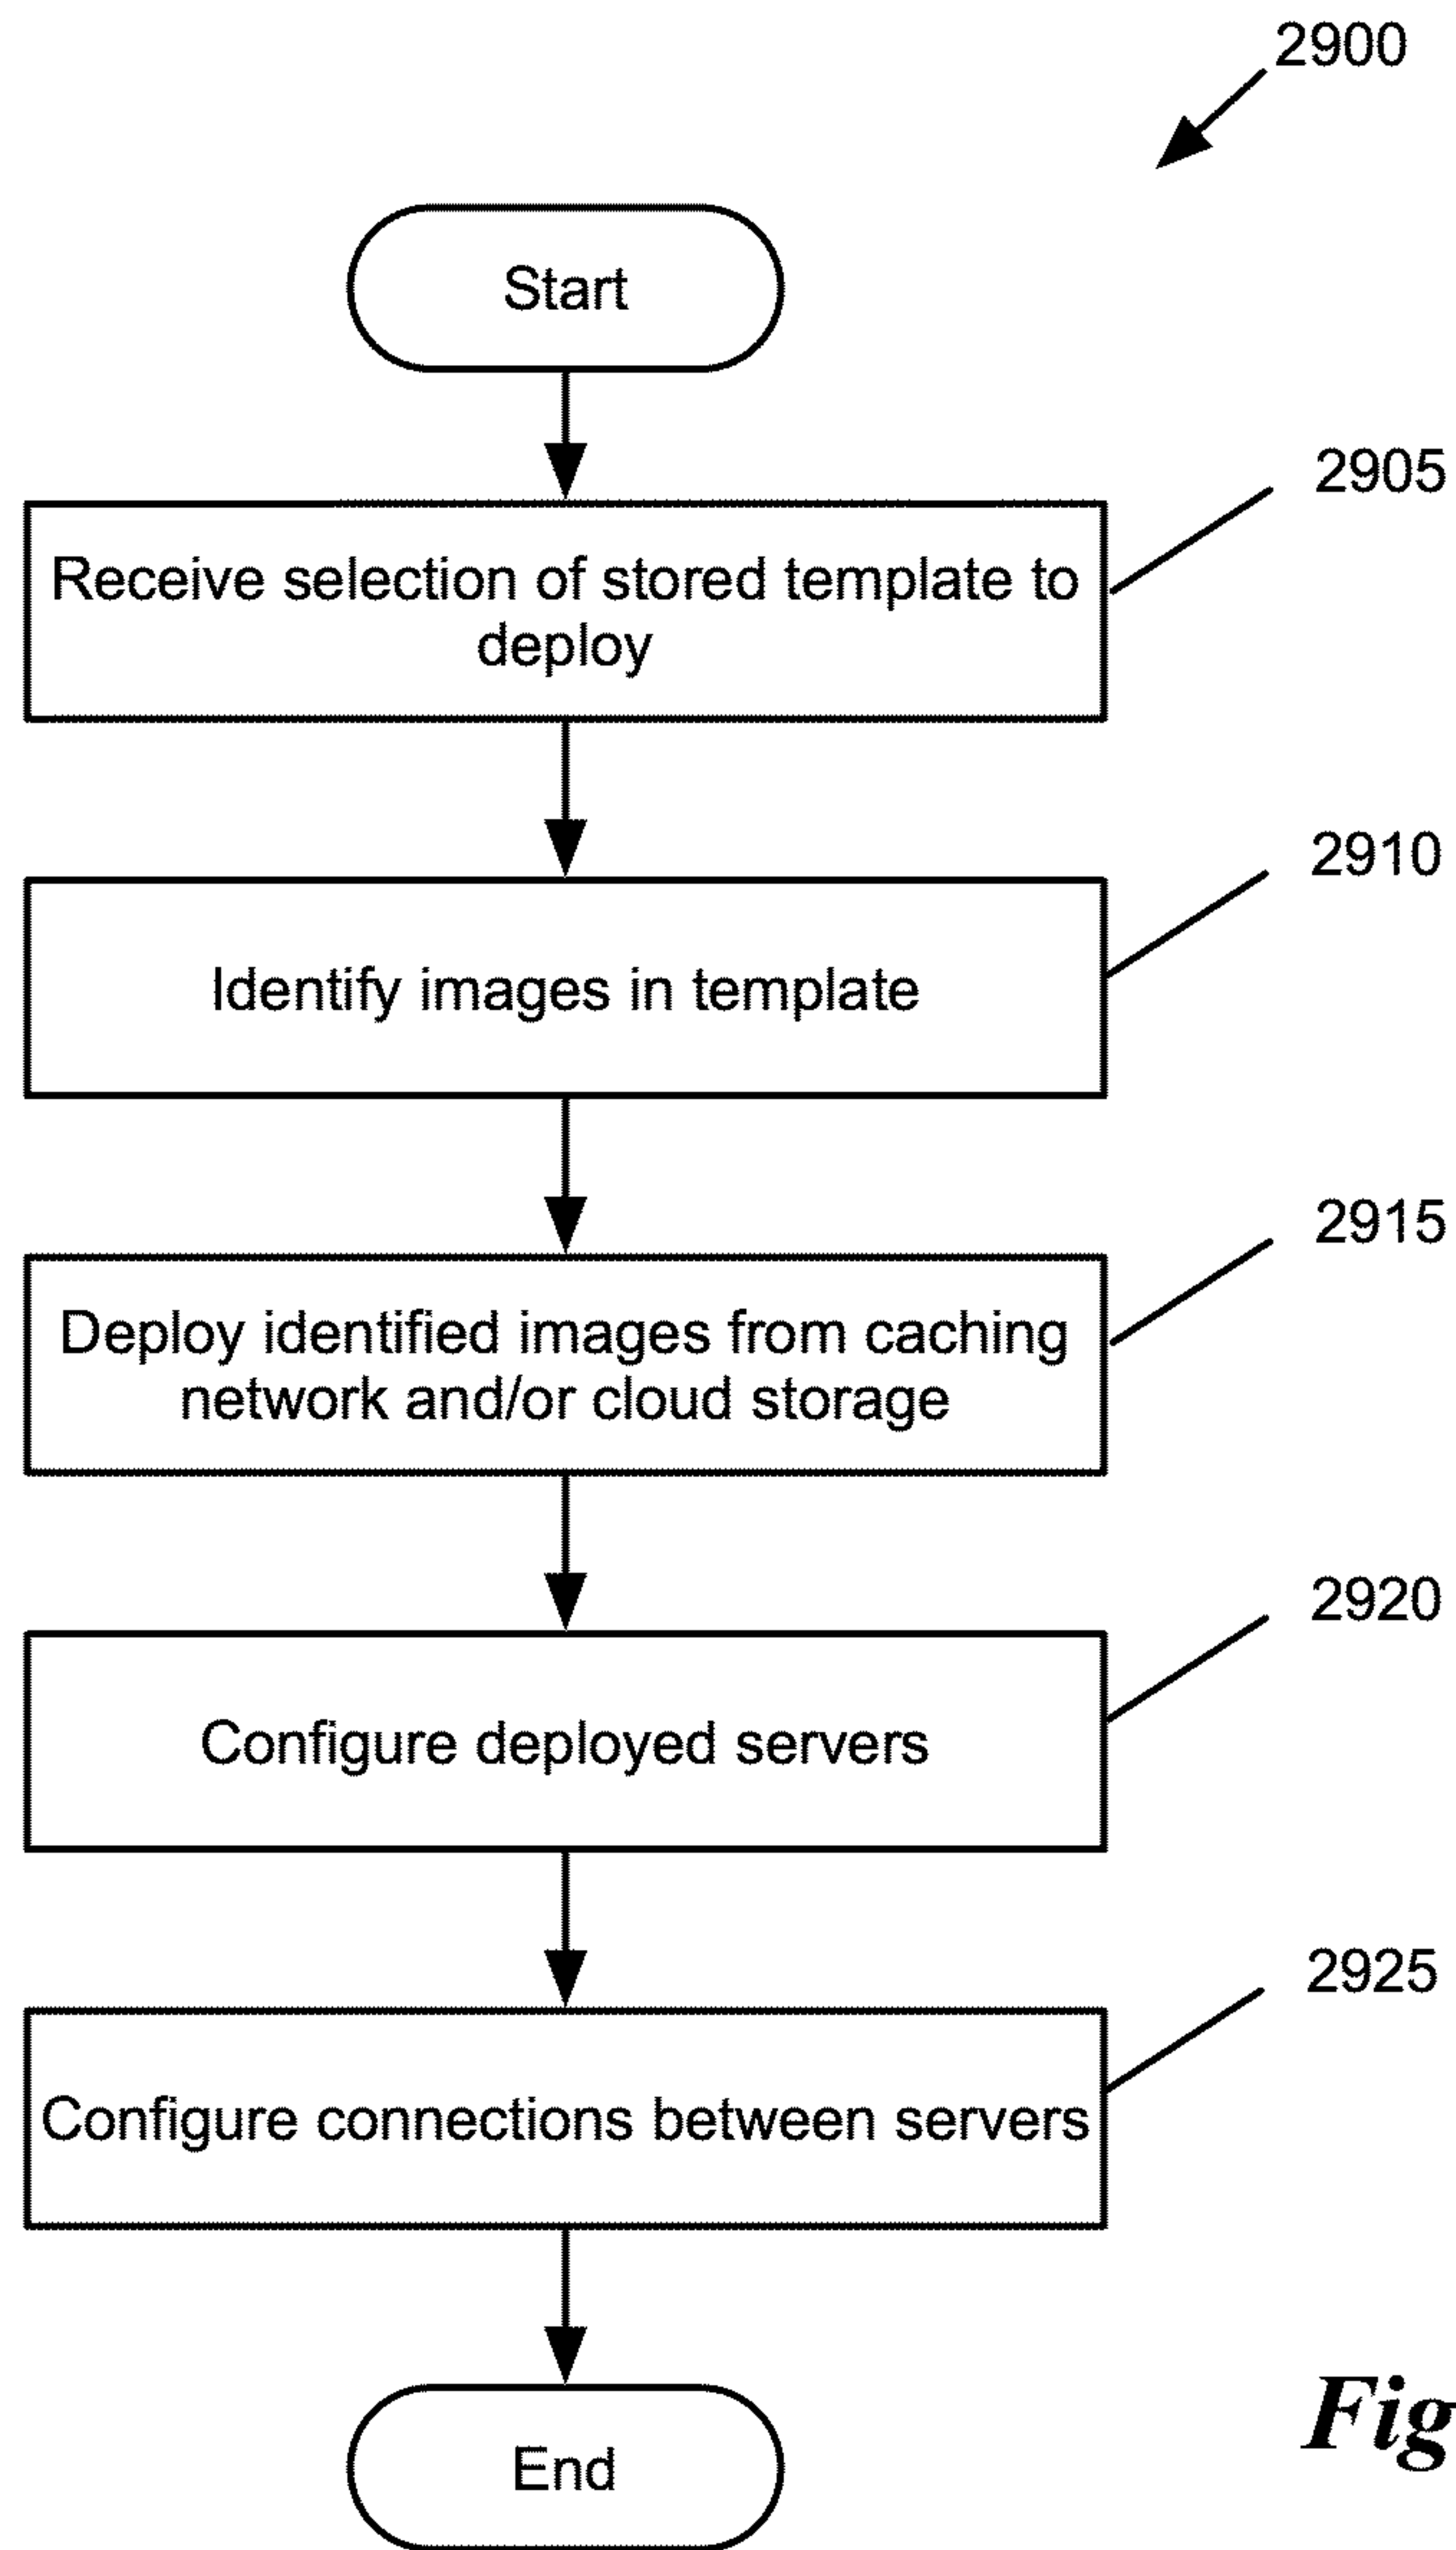 2900
Start
2905
Receive selection of stored template to
deploy
2910
Identify images in template
2915
Deploy identified images from caching
network and/or cloud storage
2920
Configure deployed servers
2925
Configure connections between servers
End
Fig